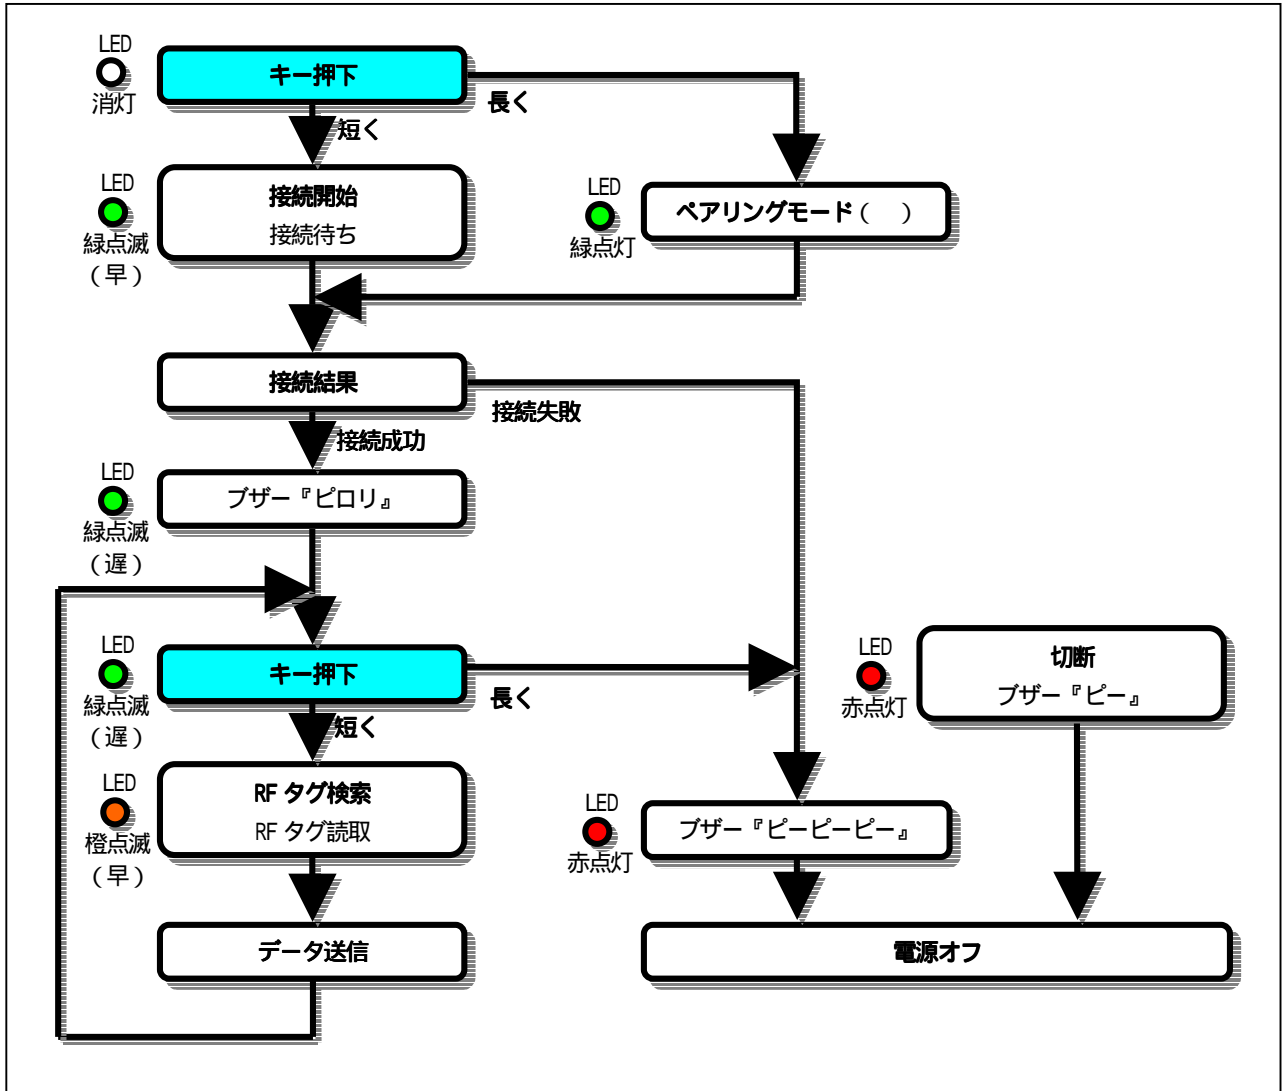 LED
消灯
キー押下
長く
短く
LED
緑点滅
(早)
接続開始
接続待ち
LED
緑点灯
ペアリングモード(　)
接続結果
接続失敗
接続成功
LED
緑点滅
(遅)
ブザー『ピロリ』
LED
緑点滅
(遅)
キー押下
長く
短く
LED
赤点灯
切断
ブザー『ピー』
LED
橙点滅
(早)
RF タグ検索
RF タグ読取
LED
赤点灯
ブザー『ピーピーピー』
データ送信
電源オフ